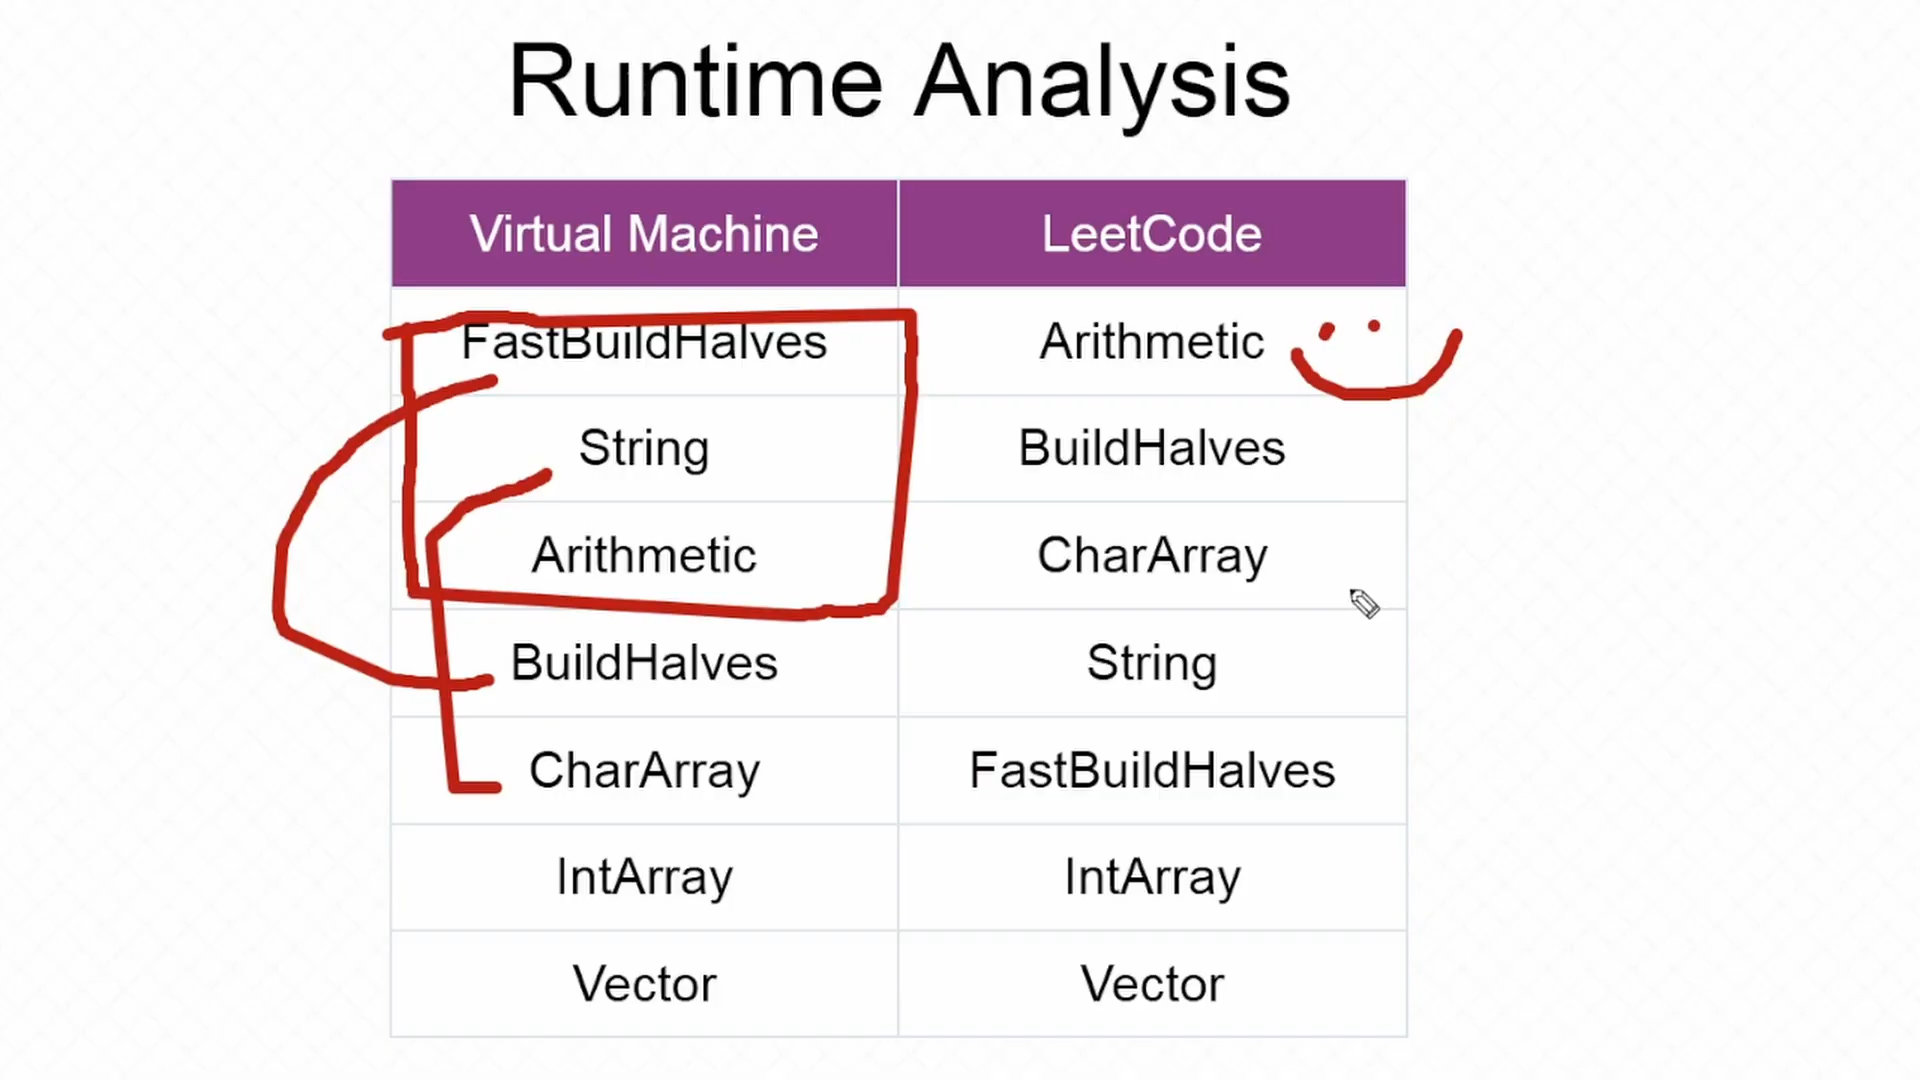 Runtime Analysis
Virtual Machine LeetCode
FastBuildHalves Arithmetic
String BuildHalves
Arithmetic CharArray
BuildHalves String
CharArray FastBuildHalves
IntArray IntArray
Vector Vector